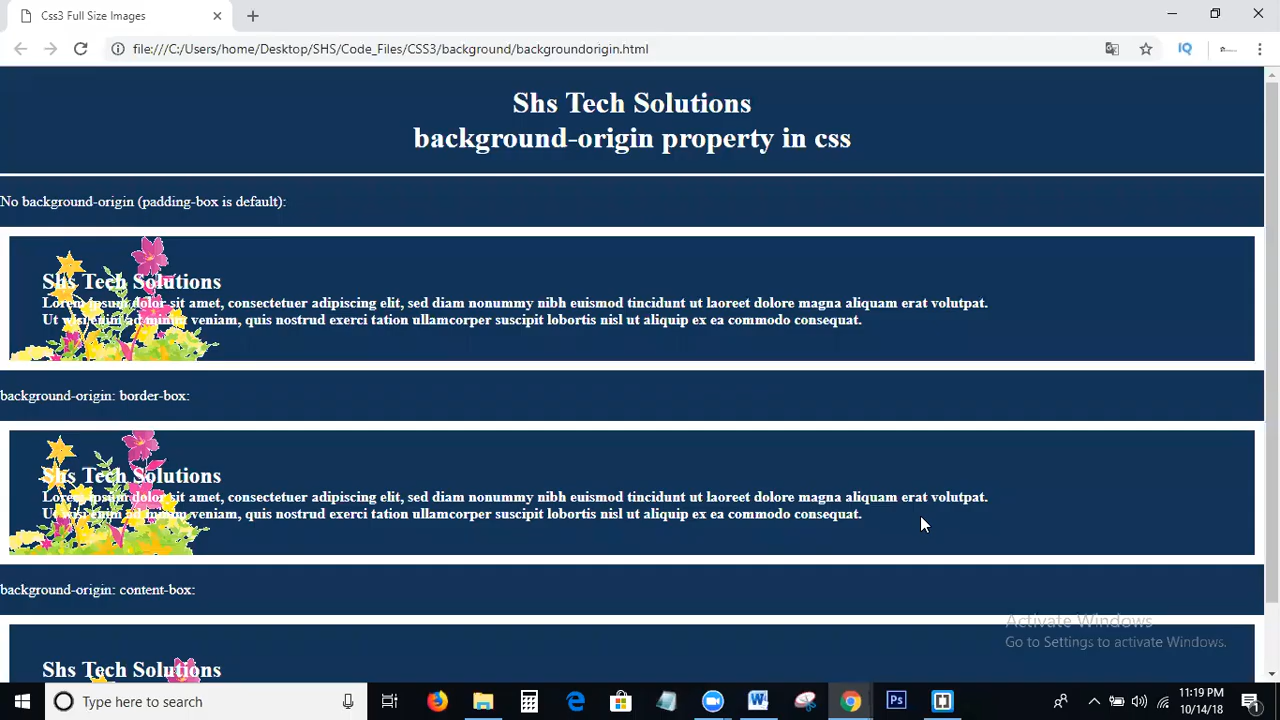 Css3 Full Size Images
file:///C:/Users/home/Desktop/SHS/Code_Files/CSS3/background/backgroundorigin.html
IQ
Shs Tech Solutions
background-origin property in css
No background-origin (padding-box is default):
Shs Tech Solutions
Lorem ipsum dolor sit amet, consectetuer adipiscing elit, sed diam nonummy nibh euismod tincidunt ut laoreet dolore magna aliquam erat volutpat.
Ut wisi enim ad minim veniam, quis nostrud exerci tation ullamcorper suscipit lobortis nisl ut aliquip ex ea commodo consequat.
background-origin: border-box:
Shs Tech Solutions
Lorem ipsum dolor sit amet, consectetuer adipiscing elit, sed diam nonummy nibh euismod tincidunt ut laoreet dolore magna aliquam erat volutpat.
Ut wisi enim ad minim veniam, quis nostrud exerci tation ullamcorper suscipit lobortis nisl ut aliquip ex ea commodo consequat.
background-origin: content-box:
Activate Windows
Go to Settings to activate Windows.
Shs Tech Solutions
Type here to search
Ps
11:19 PM
10/14/18
1